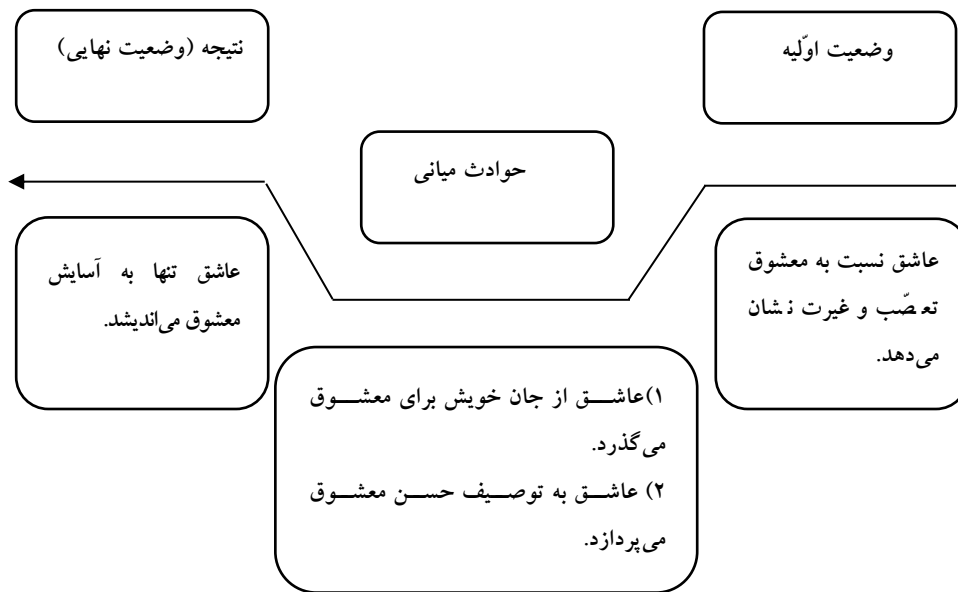 وضعیت اوّلیه
نتیجه (وضعیت نهایی)
حوادث میانی
عاشق نسبت به معشوق
تعصّب و غیرت نشان
می‌دهد.
عاشق تنها به آسایش
معشوق می‌اندیشد.
۱)عاشق از جان خویش برای معشوق
می‌گذرد.
۲) عاشق به توصیف حسن معشوق
می‌پردازد.